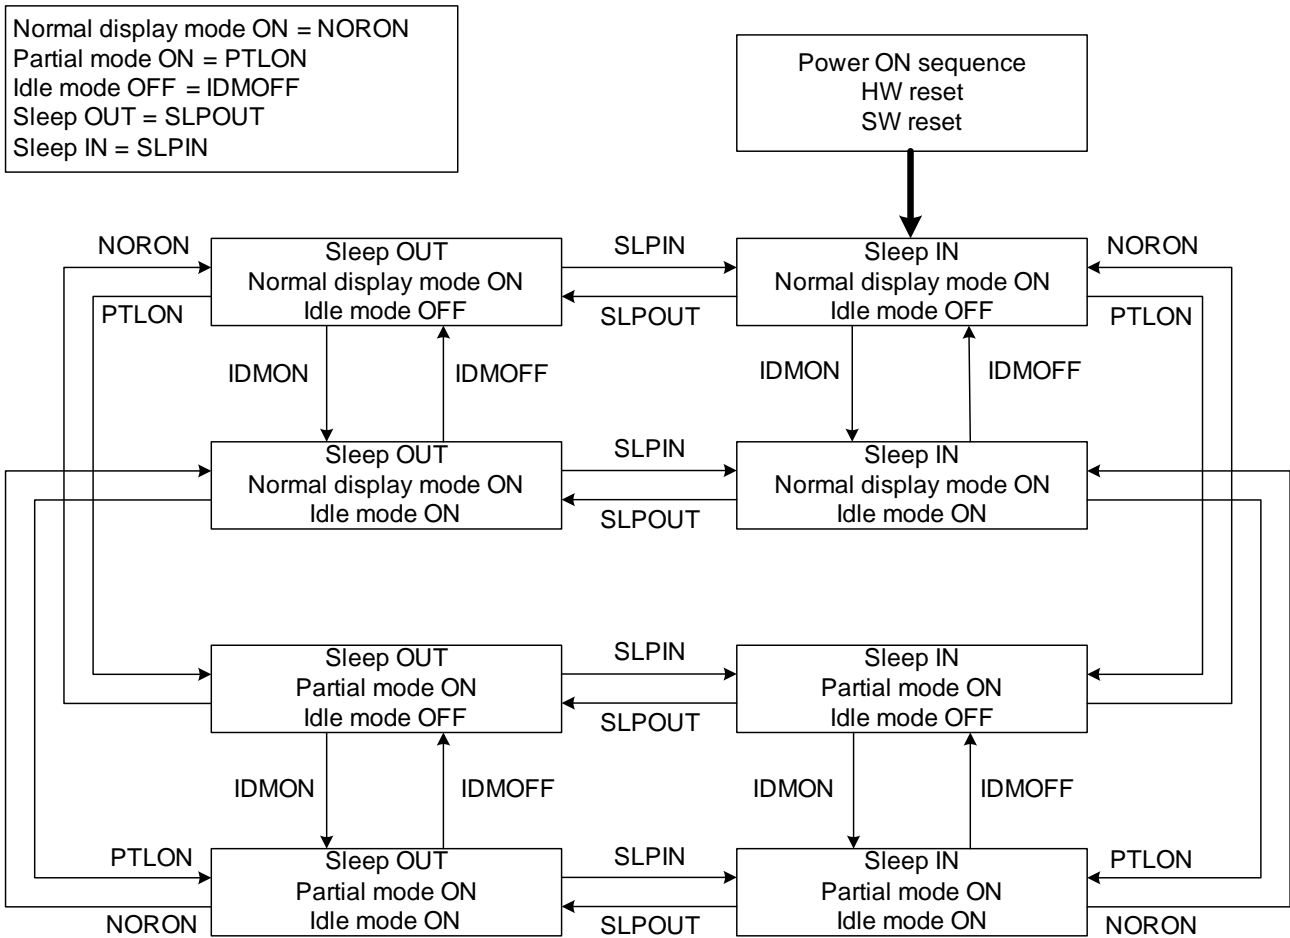 Normal display mode ON = NORON
Partial mode ON = PTLON
Idle mode OFF = IDMOFF
Sleep OUT = SLPOUT
Sleep IN = SLPIN
Power ON sequence
HW reset
SW reset
NORON
Sleep OUT
Normal display mode ON
Idle mode OFF
PTLON
SLPIN
SLPOUT
Sleep IN
Normal display mode ON
Idle mode OFF
NORON
PTLON
IDMON
IDMOFF
IDMON
IDMOFF
Sleep OUT
Normal display mode ON
Idle mode ON
SLPIN
SLPOUT
Sleep IN
Normal display mode ON
Idle mode ON
Sleep OUT
Partial mode ON
Idle mode OFF
SLPIN
SLPOUT
Sleep IN
Partial mode ON
Idle mode OFF
IDMON
IDMOFF
IDMON
IDMOFF
PTLON
NORON
Sleep OUT
Partial mode ON
Idle mode ON
SLPIN
SLPOUT
Sleep IN
Partial mode ON
Idle mode ON
PTLON
NORON